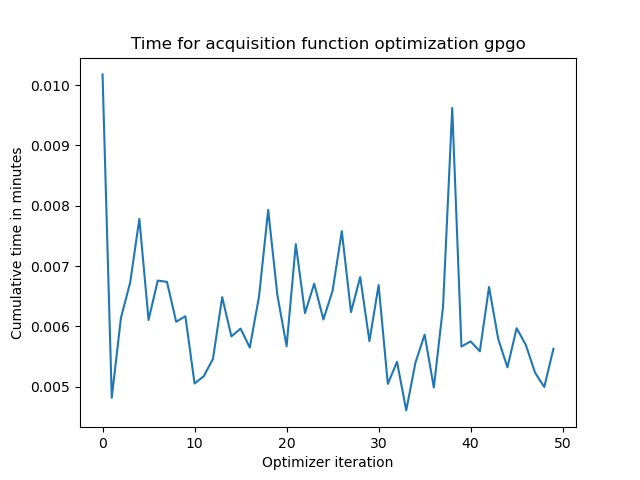 Time for acquisition function optimization gpgo
0.010
0.009
0.008
0.007
0.006
0.005
Cumulative time in minutes
0 10 20 30 40 50
Optimizer iteration